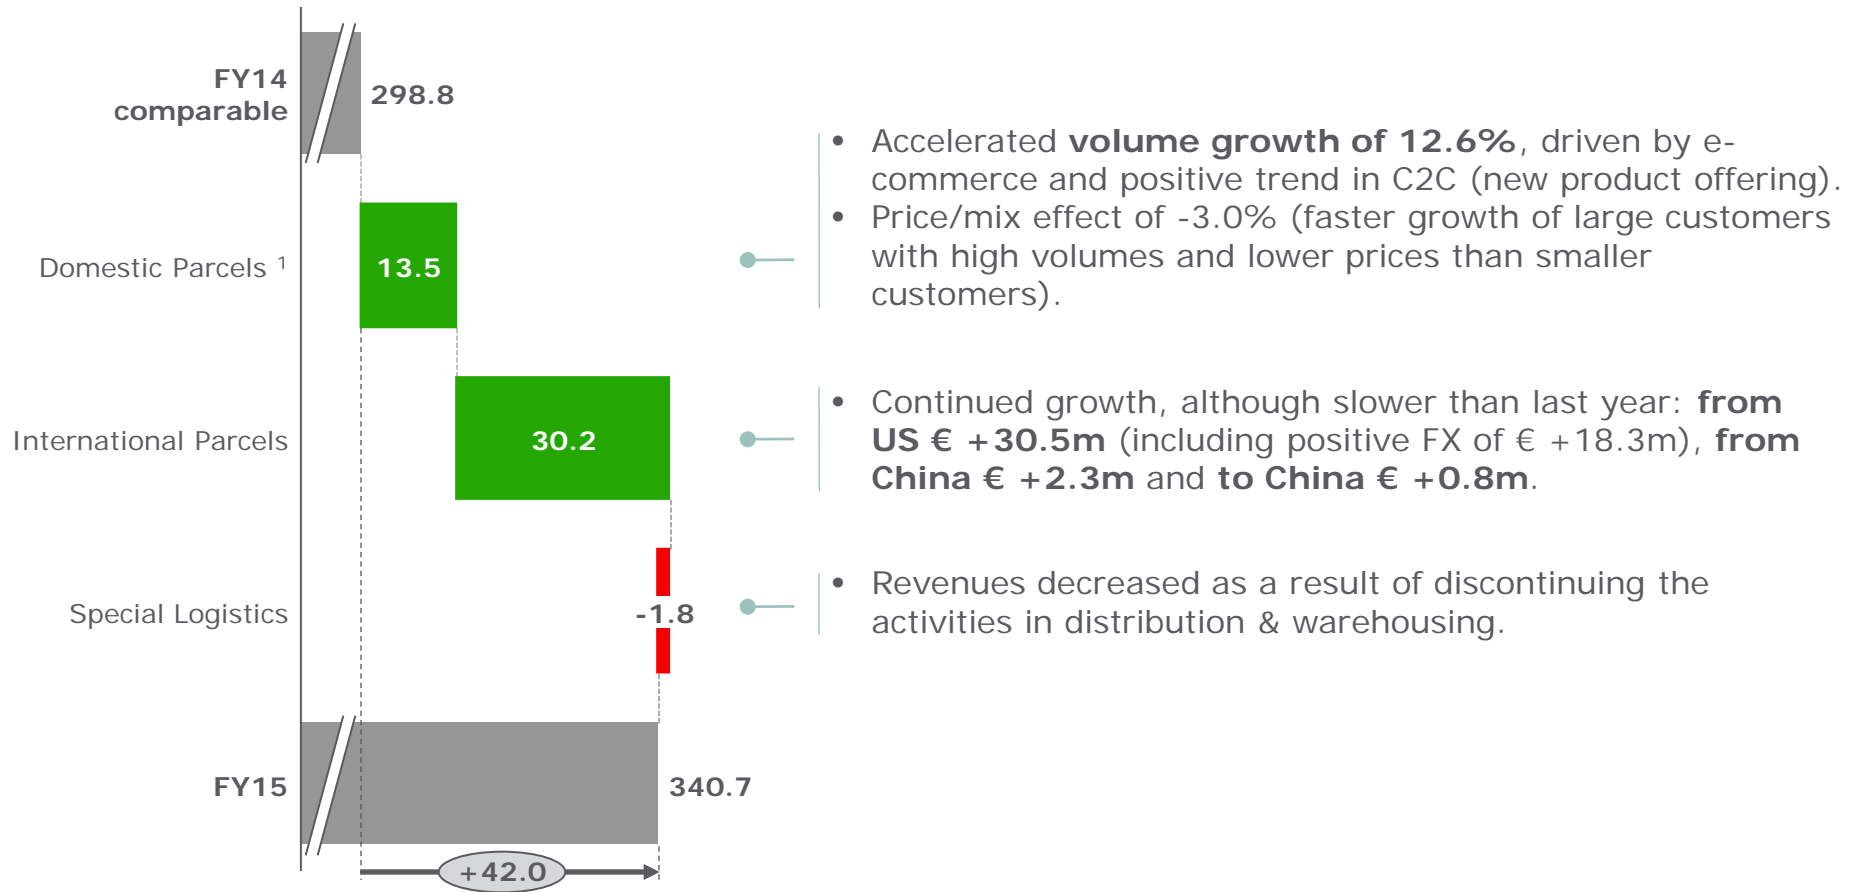 FY14
comparable
298.8
Domestic Parcels ¹
13.5
• Accelerated volume growth of 12.6%, driven by e-
commerce and positive trend in C2C (new product offering).
• Price/mix effect of -3.0% (faster growth of large customers
with high volumes and lower prices than smaller
customers).
International Parcels
30.2
• Continued growth, although slower than last year: from
US € +30.5m (including positive FX of € +18.3m), from
China € +2.3m and to China € +0.8m.
Special Logistics
-1.8
• Revenues decreased as a result of discontinuing the
activities in distribution & warehousing.
FY15
340.7
+42.0